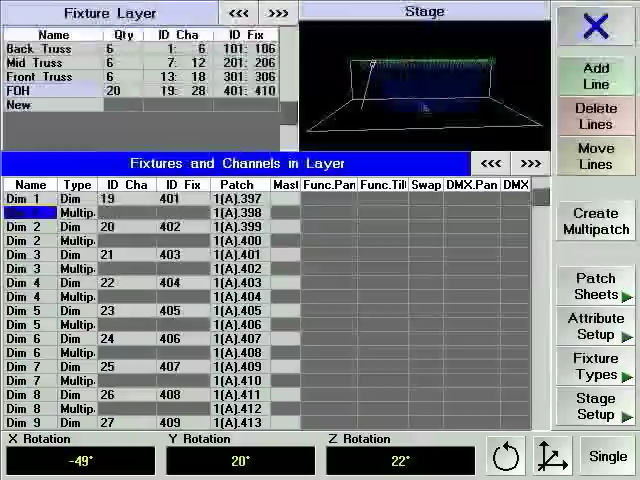 Fixture Layer <<< >>> Stage
Name Qty ID Cha ID Fix
Back Truss 6 1: 6 101: 106
Mid Truss 6 7: 12 201: 206
Front Truss 6 13: 18 301: 306
FOH 20 19: 28 401: 410
New
Add Line
Delete Lines
Move Lines
Fixtures and Channels in Layer <<< >>>
Name Type ID Cha ID Fix Patch Mast Func.Pan Func.Til Swap DMX.Pan DMX
Dim 1 Dim 19 401 1(A).397
Multip. 1(A).398
Dim 2 Dim 20 402 1(A).399
Dim 2 Multip. 1(A).400
Dim 3 Dim 21 403 1(A).401
Dim 3 Multip. 1(A).402
Dim 4 Dim 22 404 1(A).403
Dim 4 Multip. 1(A).404
Dim 5 Dim 23 405 1(A).405
Dim 5 Multip. 1(A).406
Dim 6 Dim 24 406 1(A).407
Dim 6 Multip. 1(A).408
Dim 7 Dim 25 407 1(A).409
Dim 7 Multip. 1(A).410
Dim 8 Dim 26 408 1(A).411
Dim 8 Multip. 1(A).412
Dim 9 Dim 27 409 1(A).413
Create Multipatch
Patch Sheets
Attribute Setup
Fixture Types
Stage Setup
X Rotation Y Rotation Z Rotation
-49° 20° 22° Single